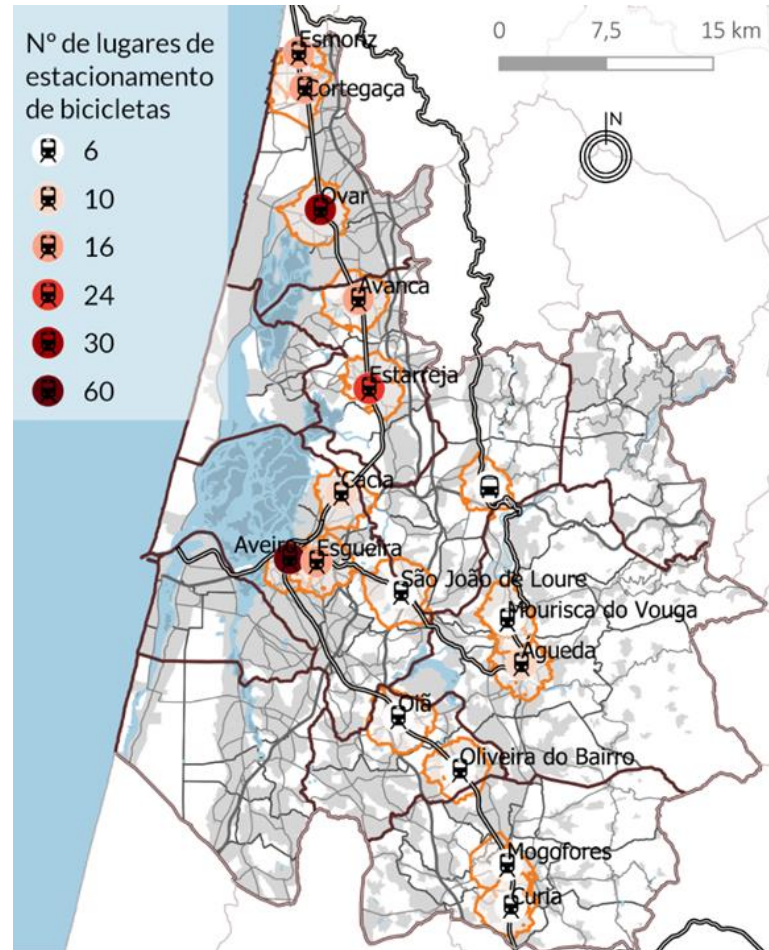 Nº de lugares de
estacionamento
de bicicletas
6
10
16
24
30
60
0 7,5 15 km
N
Esmoriz
Cortegaça
Ovar
Avanca
Estarreja
Cacia
Aveiro
Esgueira
São João de Loure
Mourisca do Vouga
Águeda
Oiã
Oliveira do Bairro
Mogofores
Curia